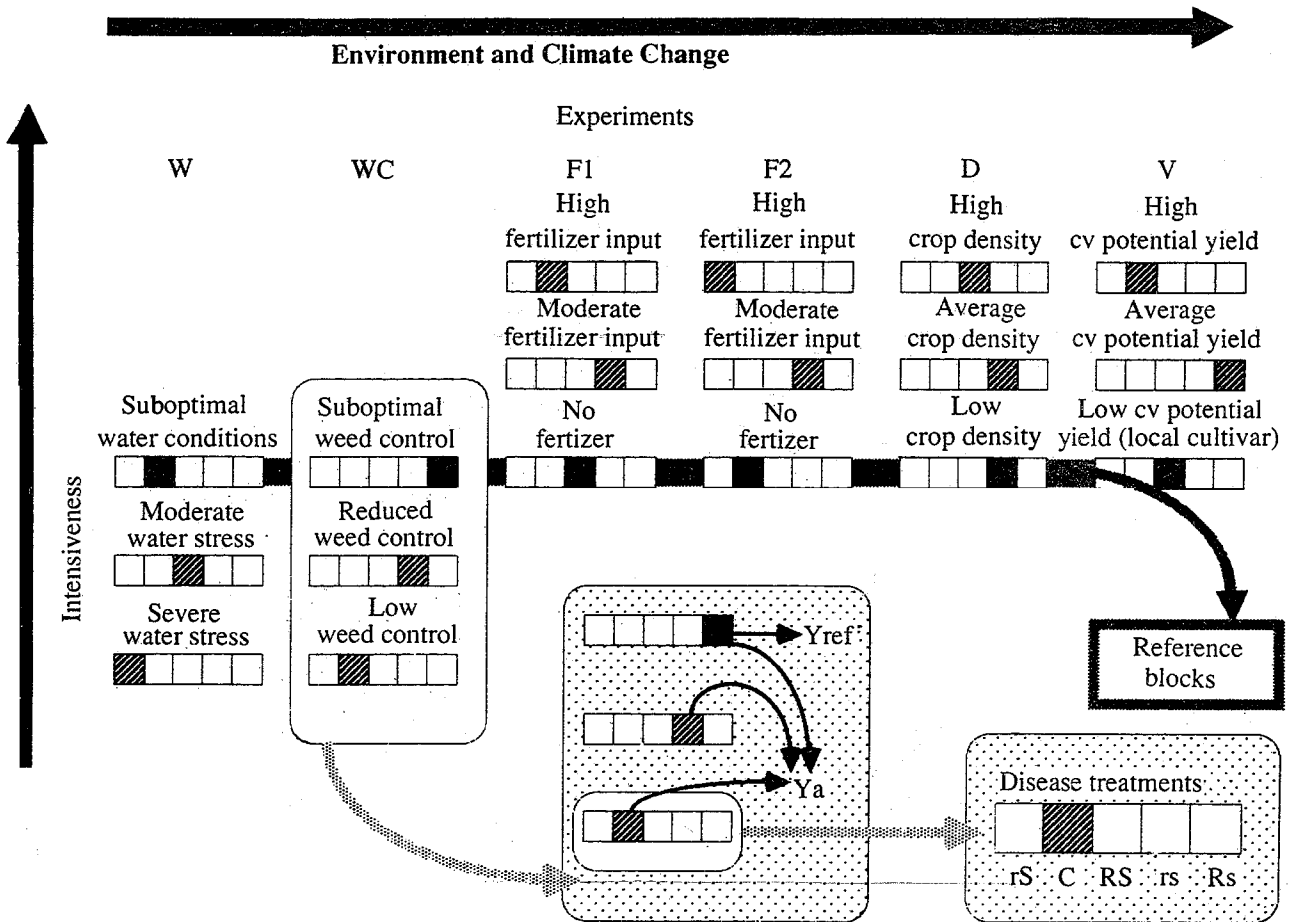 Environment and Climate Change
Experiments
W
WC
F1
F2
D
V
High
fertilizer input
High
fertilizer input
High
crop density
High
cv potential yield
Moderate
fertilizer input
Moderate
fertilizer input
Average
crop density
Average
cv potential yield
Suboptimal
water conditions
Suboptimal
weed control
No
fertizer
No
fertizer
Low
crop density
Low cv potential
yield (local cultivar)
Moderate
water stress
Reduced
weed control
Severe
water stress
Low
weed control
Intensiveness
Yref
Ya
Reference
blocks
Disease treatments
rS C RS rs Rs